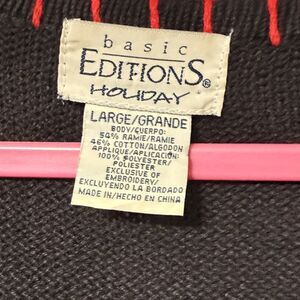 basic
EDITIONS®
HOLIDAY
LARGE/GRANDE
BODY/CUERPO:
54% RAMIE/RAMIE
46% COTTON/ALGODON
APPLIQUE/APLICACION:
100% POLYESTER/
POLIESTER
EXCLUSIVE OF
EMBROIDERY/
EXCLUYENDO LA BORDADO
MADE IN/HECHO EN CHINA